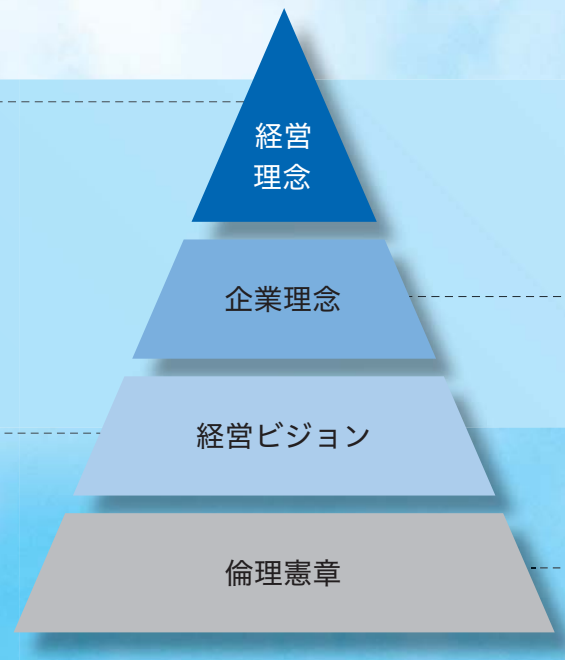 経営
理念
企業理念
経営ビジョン
倫理憲章